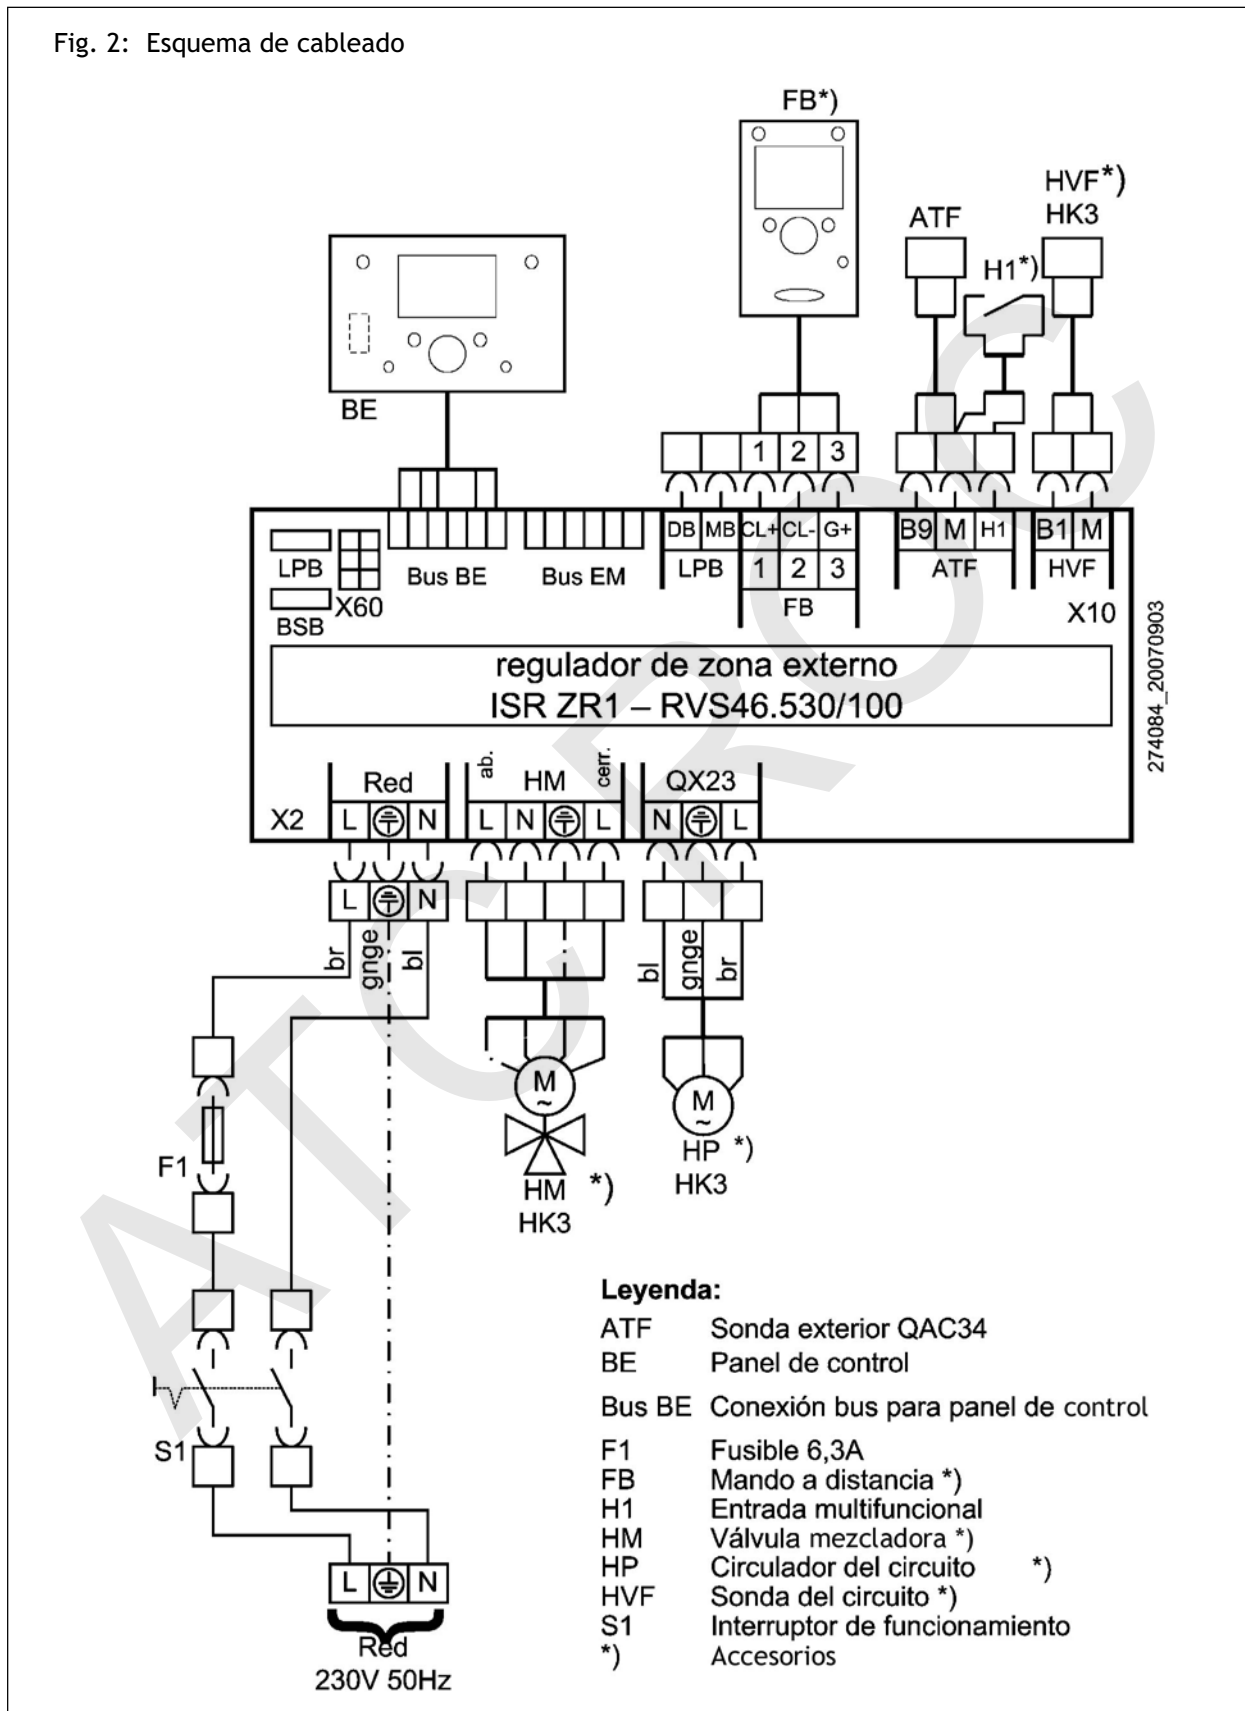 Fig. 2: Esquema de cableado
FB*)
HVF*)
ATF HK3
H1*)
BE
1 2 3
DB MB CL+ CL- G+ B9 M H1 B1 M
LPB Bus BE Bus EM LPB 1 2 3 ATF HVF
X60 FB X10
BSB
regulador de zona externo
ISR ZR1 – RVS46.530/100
274084_20070903
ab. cerr.
Red HM QX23
X2 L N L N L N L
L N
br gnge bl bl gnge br
M
~
M
~
F1
HM *)
HK3
HP *)
HK3
S1
L N
Red
230V 50Hz
Leyenda:
ATF Sonda exterior QAC34
BE Panel de control
Bus BE Conexión bus para panel de control
F1 Fusible 6,3A
FB Mando a distancia *)
H1 Entrada multifuncional
HM Válvula mezcladora *)
HP Circulador del circuito *)
HVF Sonda del circuito *)
S1 Interruptor de funcionamiento
*) Accesorios
ATC ROC